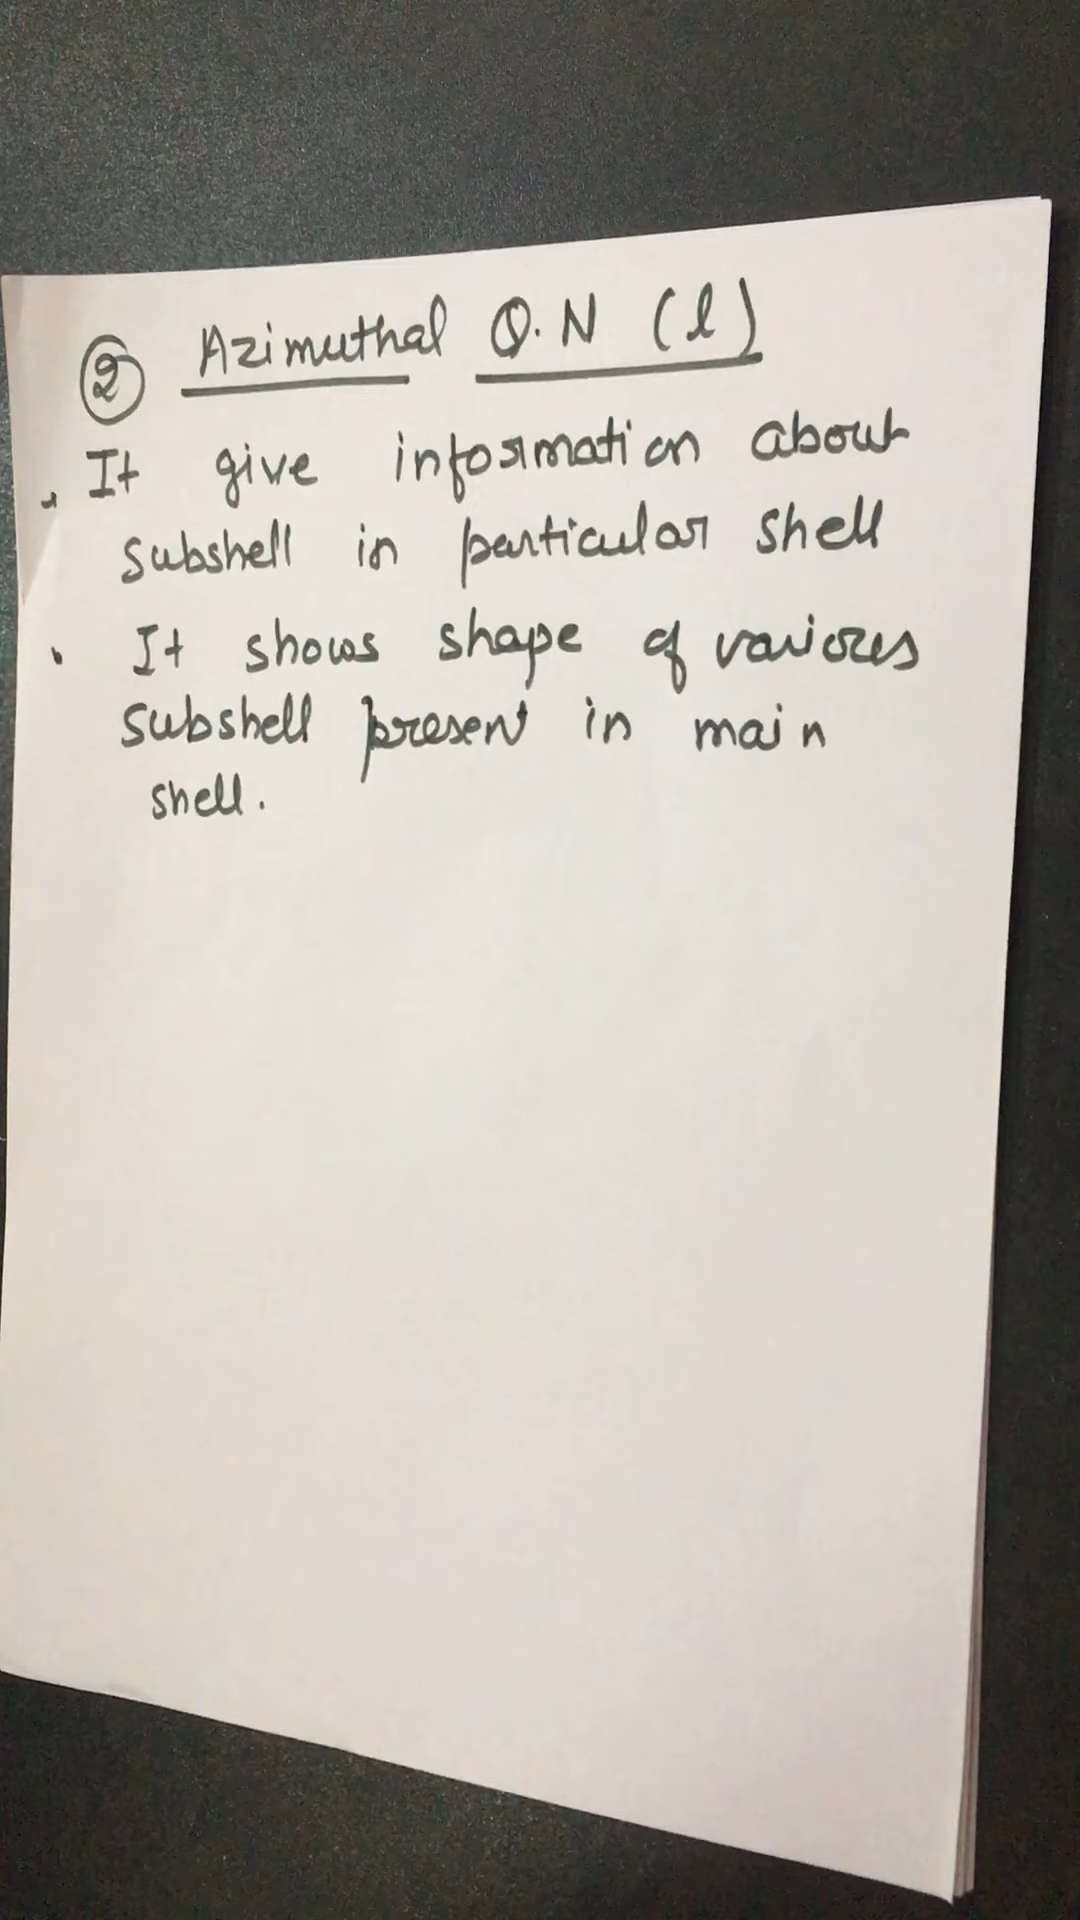 ② Azimuthal Q.N (l)
. It give information about
subshell in particular shell
. It shows shape of various
subshell present in main
shell.